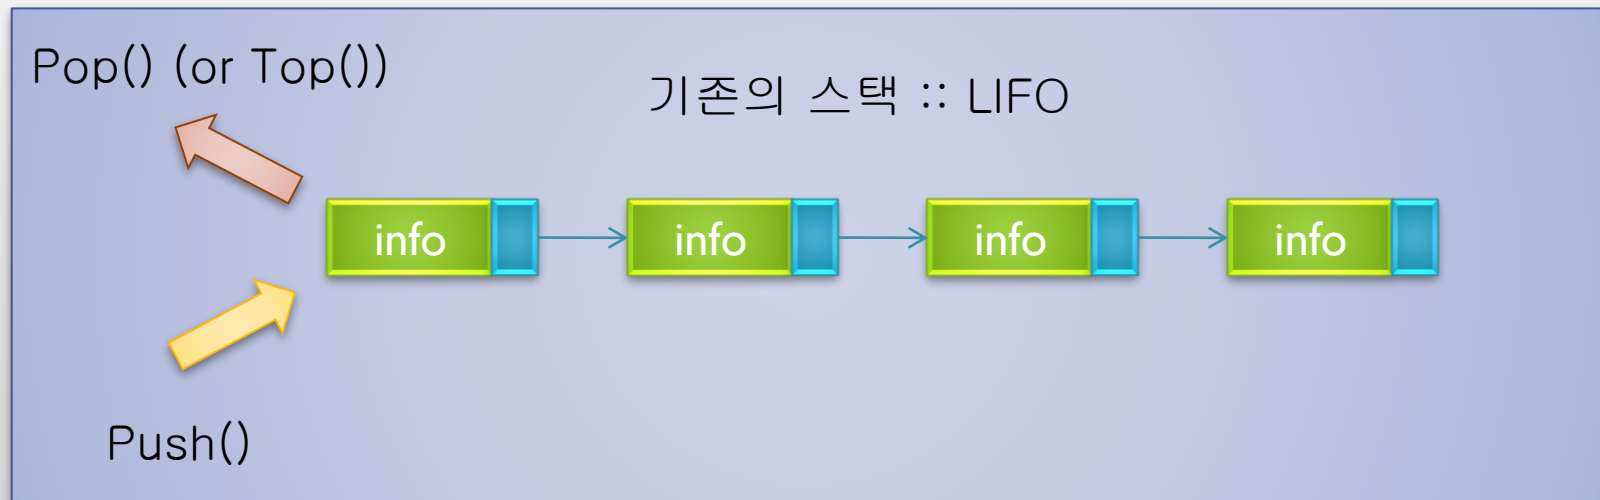 Pop() (or Top())
기존의 스택 :: LIFO
info info info info
Push()